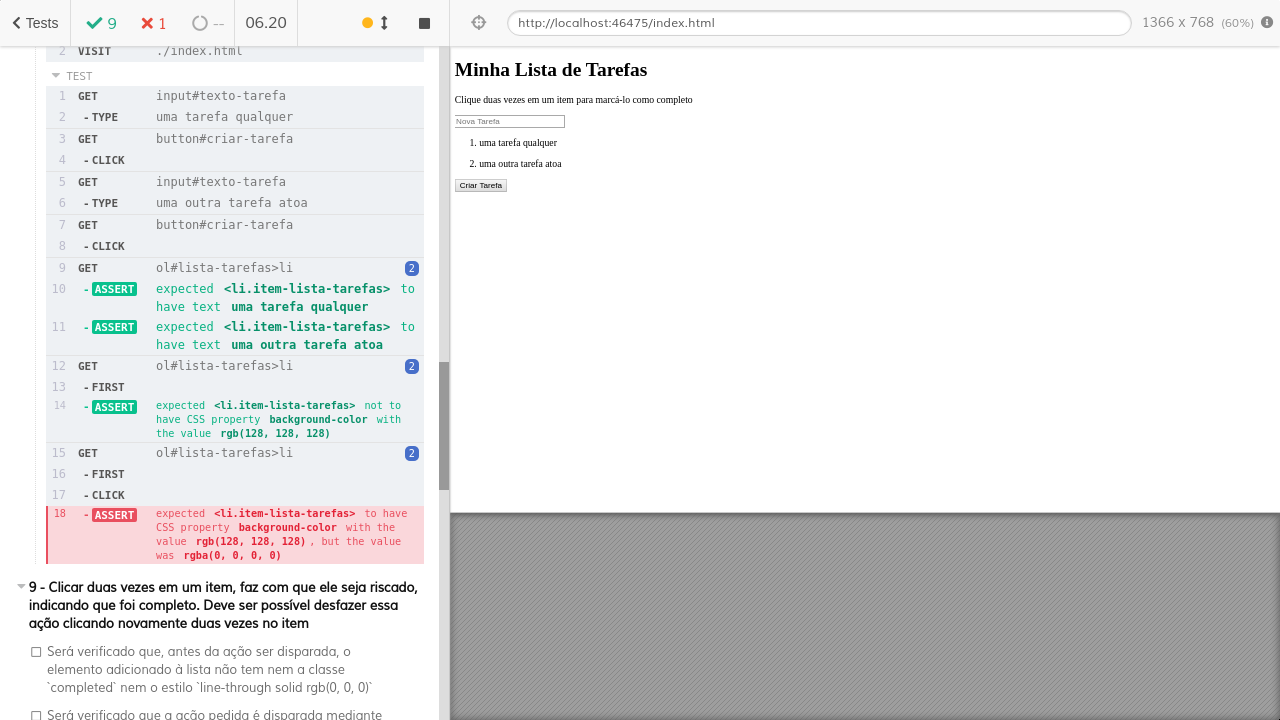 Tests 9 1 -- 06.20 http://localhost:46475/index.html 1366 x 768 (60%)
2 VISIT ./index.html
TEST
1 GET input#texto-tarefa
2 -TYPE uma tarefa qualquer
3 GET button#criar-tarefa
4 -CLICK
5 GET input#texto-tarefa
6 -TYPE uma outra tarefa atoa
7 GET button#criar-tarefa
8 -CLICK
9 GET ol#lista-tarefas>li 2
10 -ASSERT expected <li.item-lista-tarefas> to
have text uma tarefa qualquer
11 -ASSERT expected <li.item-lista-tarefas> to
have text uma outra tarefa atoa
12 GET ol#lista-tarefas>li 2
13 -FIRST
14 -ASSERT expected <li.item-lista-tarefas> not to
have CSS property background-color with
the value rgb(128, 128, 128)
15 GET ol#lista-tarefas>li 2
16 -FIRST
17 -CLICK
18 -ASSERT expected <li.item-lista-tarefas> to have
CSS property background-color with the
value rgb(128, 128, 128), but the value
was rgba(0, 0, 0, 0)
9 - Clicar duas vezes em um item, faz com que ele seja riscado,
indicando que foi completo. Deve ser possível desfazer essa
ação clicando novamente duas vezes no item
Será verificado que, antes da ação ser disparada, o
elemento adicionado à lista não tem nem a classe
`completed` nem o estilo `line-through solid rgb(0, 0, 0)`
Será verificado que a ação pedida é disparada mediante
Minha Lista de Tarefas
Clique duas vezes em um item para marcá-lo como completo
Nova Tarefa
1. uma tarefa qualquer
2. uma outra tarefa atoa
Criar Tarefa